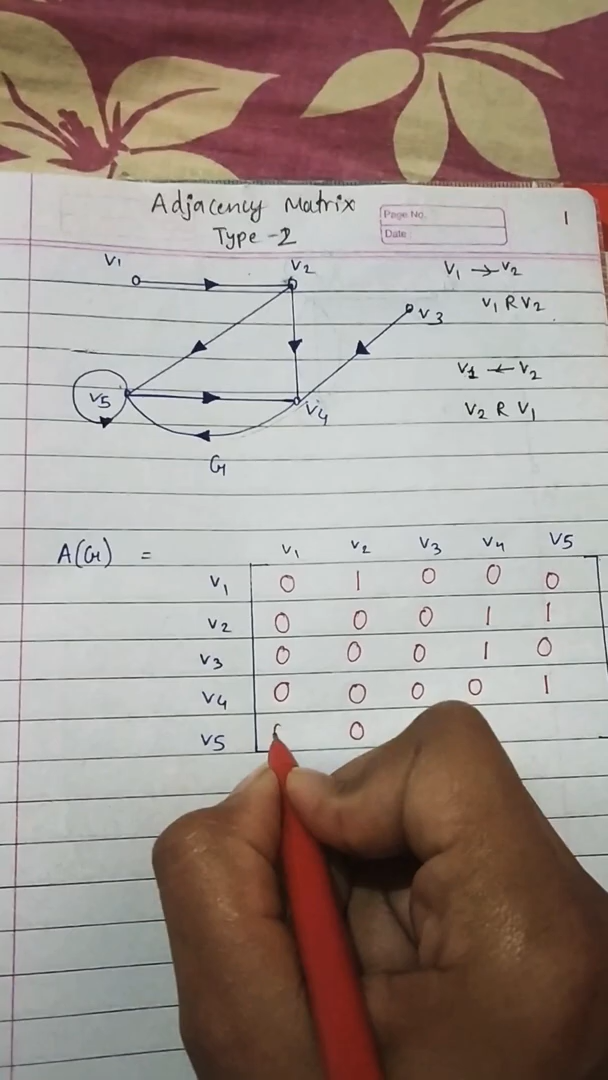 Adjacency Matrix
Type-2
Page No.
Date
1
V1
V2
V1 → V2
V3
V1 R V2
V1 ← V2
V5
V4
V2 R V1
G
A(G) =
V1 V2 V3 V4 V5
V1 0 1 0 0 0
V2 0 0 0 1 1
V3 0 0 0 1 0
V4 0 0 0 0 1
V5 0